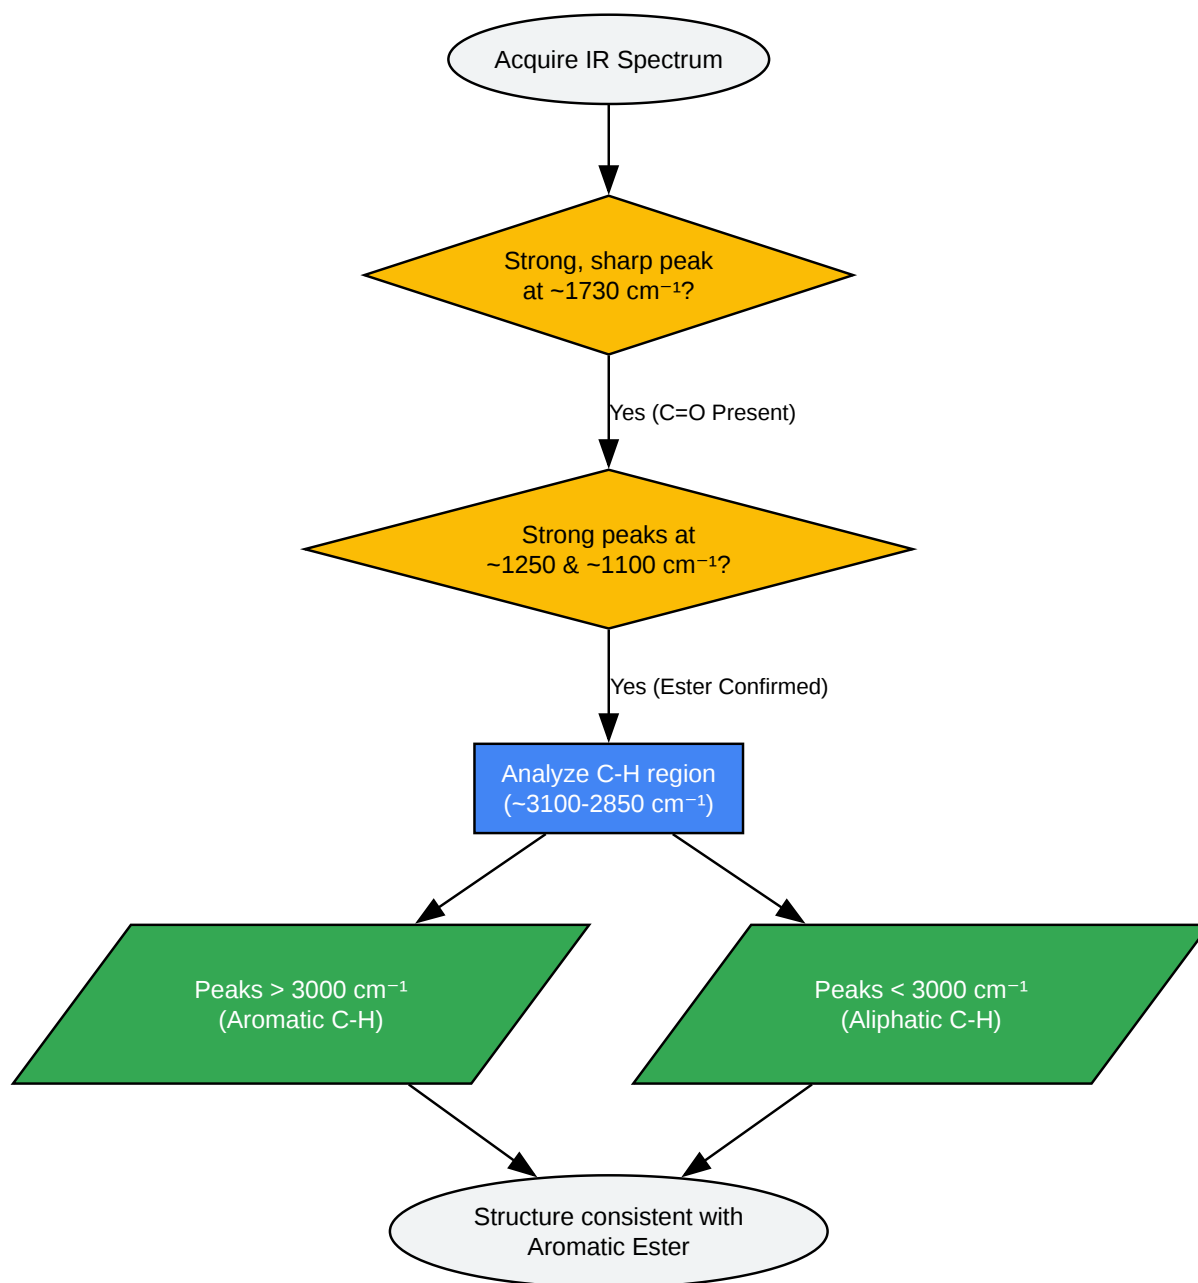 Acquire IR Spectrum
Strong, sharp peak
at ~1730 cm⁻¹?
Yes (C=O Present)
Strong peaks at
~1250 & ~1100 cm⁻¹?
Yes (Ester Confirmed)
Analyze C-H region
(~3100-2850 cm⁻¹)
Peaks > 3000 cm⁻¹
(Aromatic C-H)
Peaks < 3000 cm⁻¹
(Aliphatic C-H)
Structure consistent with
Aromatic Ester